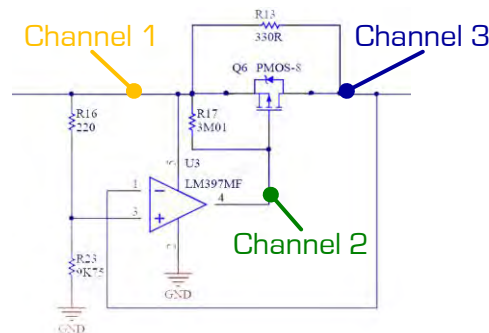 R13
330R
Channel 1
Channel 3
Q6 PMOS-8
R16
220
R17
3M01
U3
LM397MF
1
4
3
Channel 2
R23
9K75
GND
GND